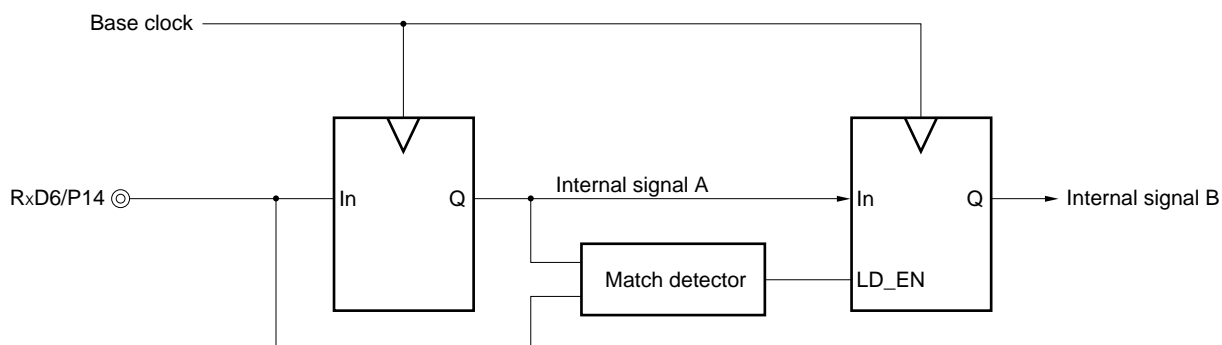 Base clock
RxD6/P14
In
Q
Internal signal A
In
Q
Internal signal B
Match detector
LD_EN